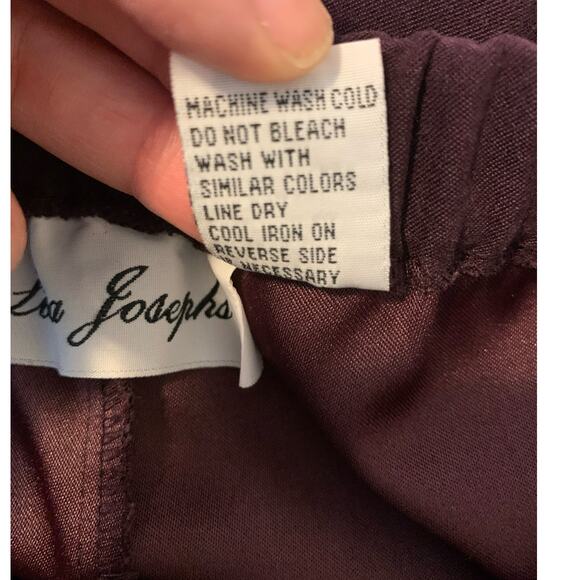 MACHINE WASH COLD
DO NOT BLEACH
WASH WITH
SIMILAR COLORS
LINE DRY
COOL IRON ON
REVERSE SIDE
NECESSARY
Josephs